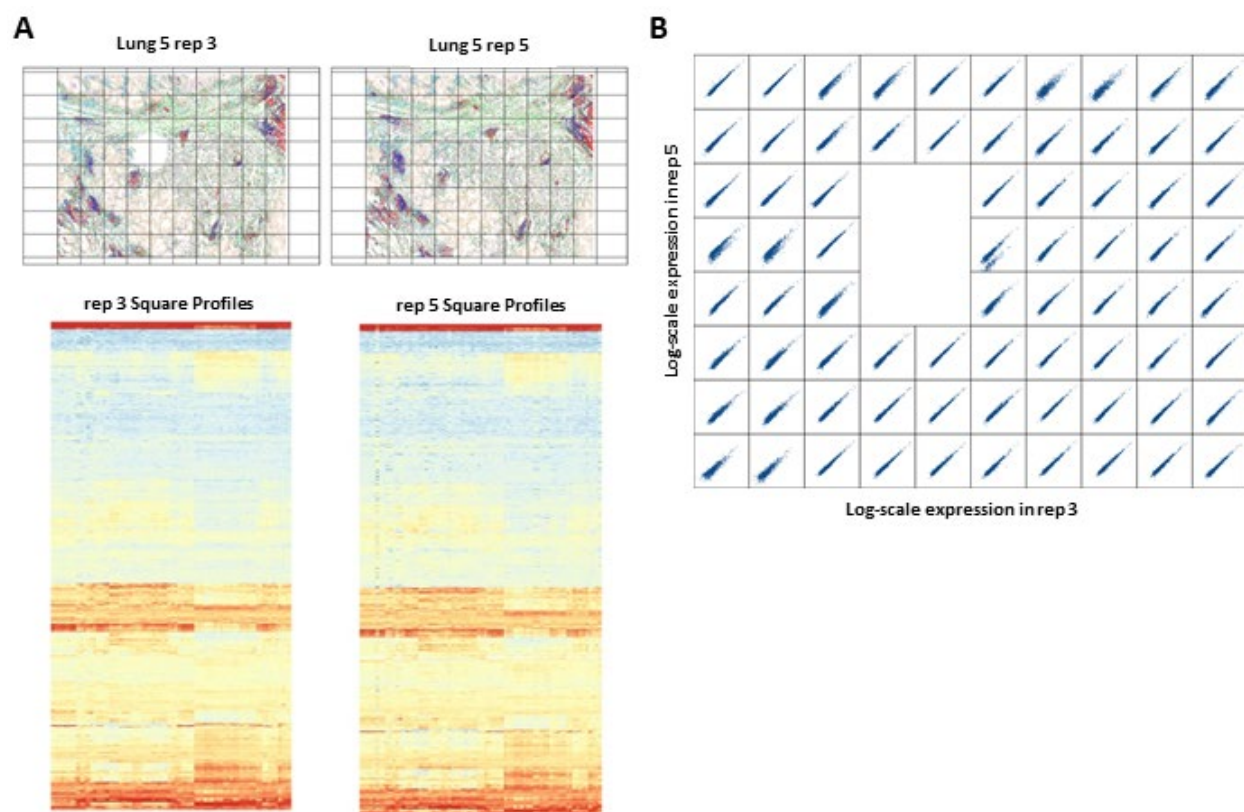 A
Lung 5 rep 3
Lung 5 rep 5
rep 3 Square Profiles
rep 5 Square Profiles
B
Log-scale expression in rep 5
Log-scale expression in rep 3